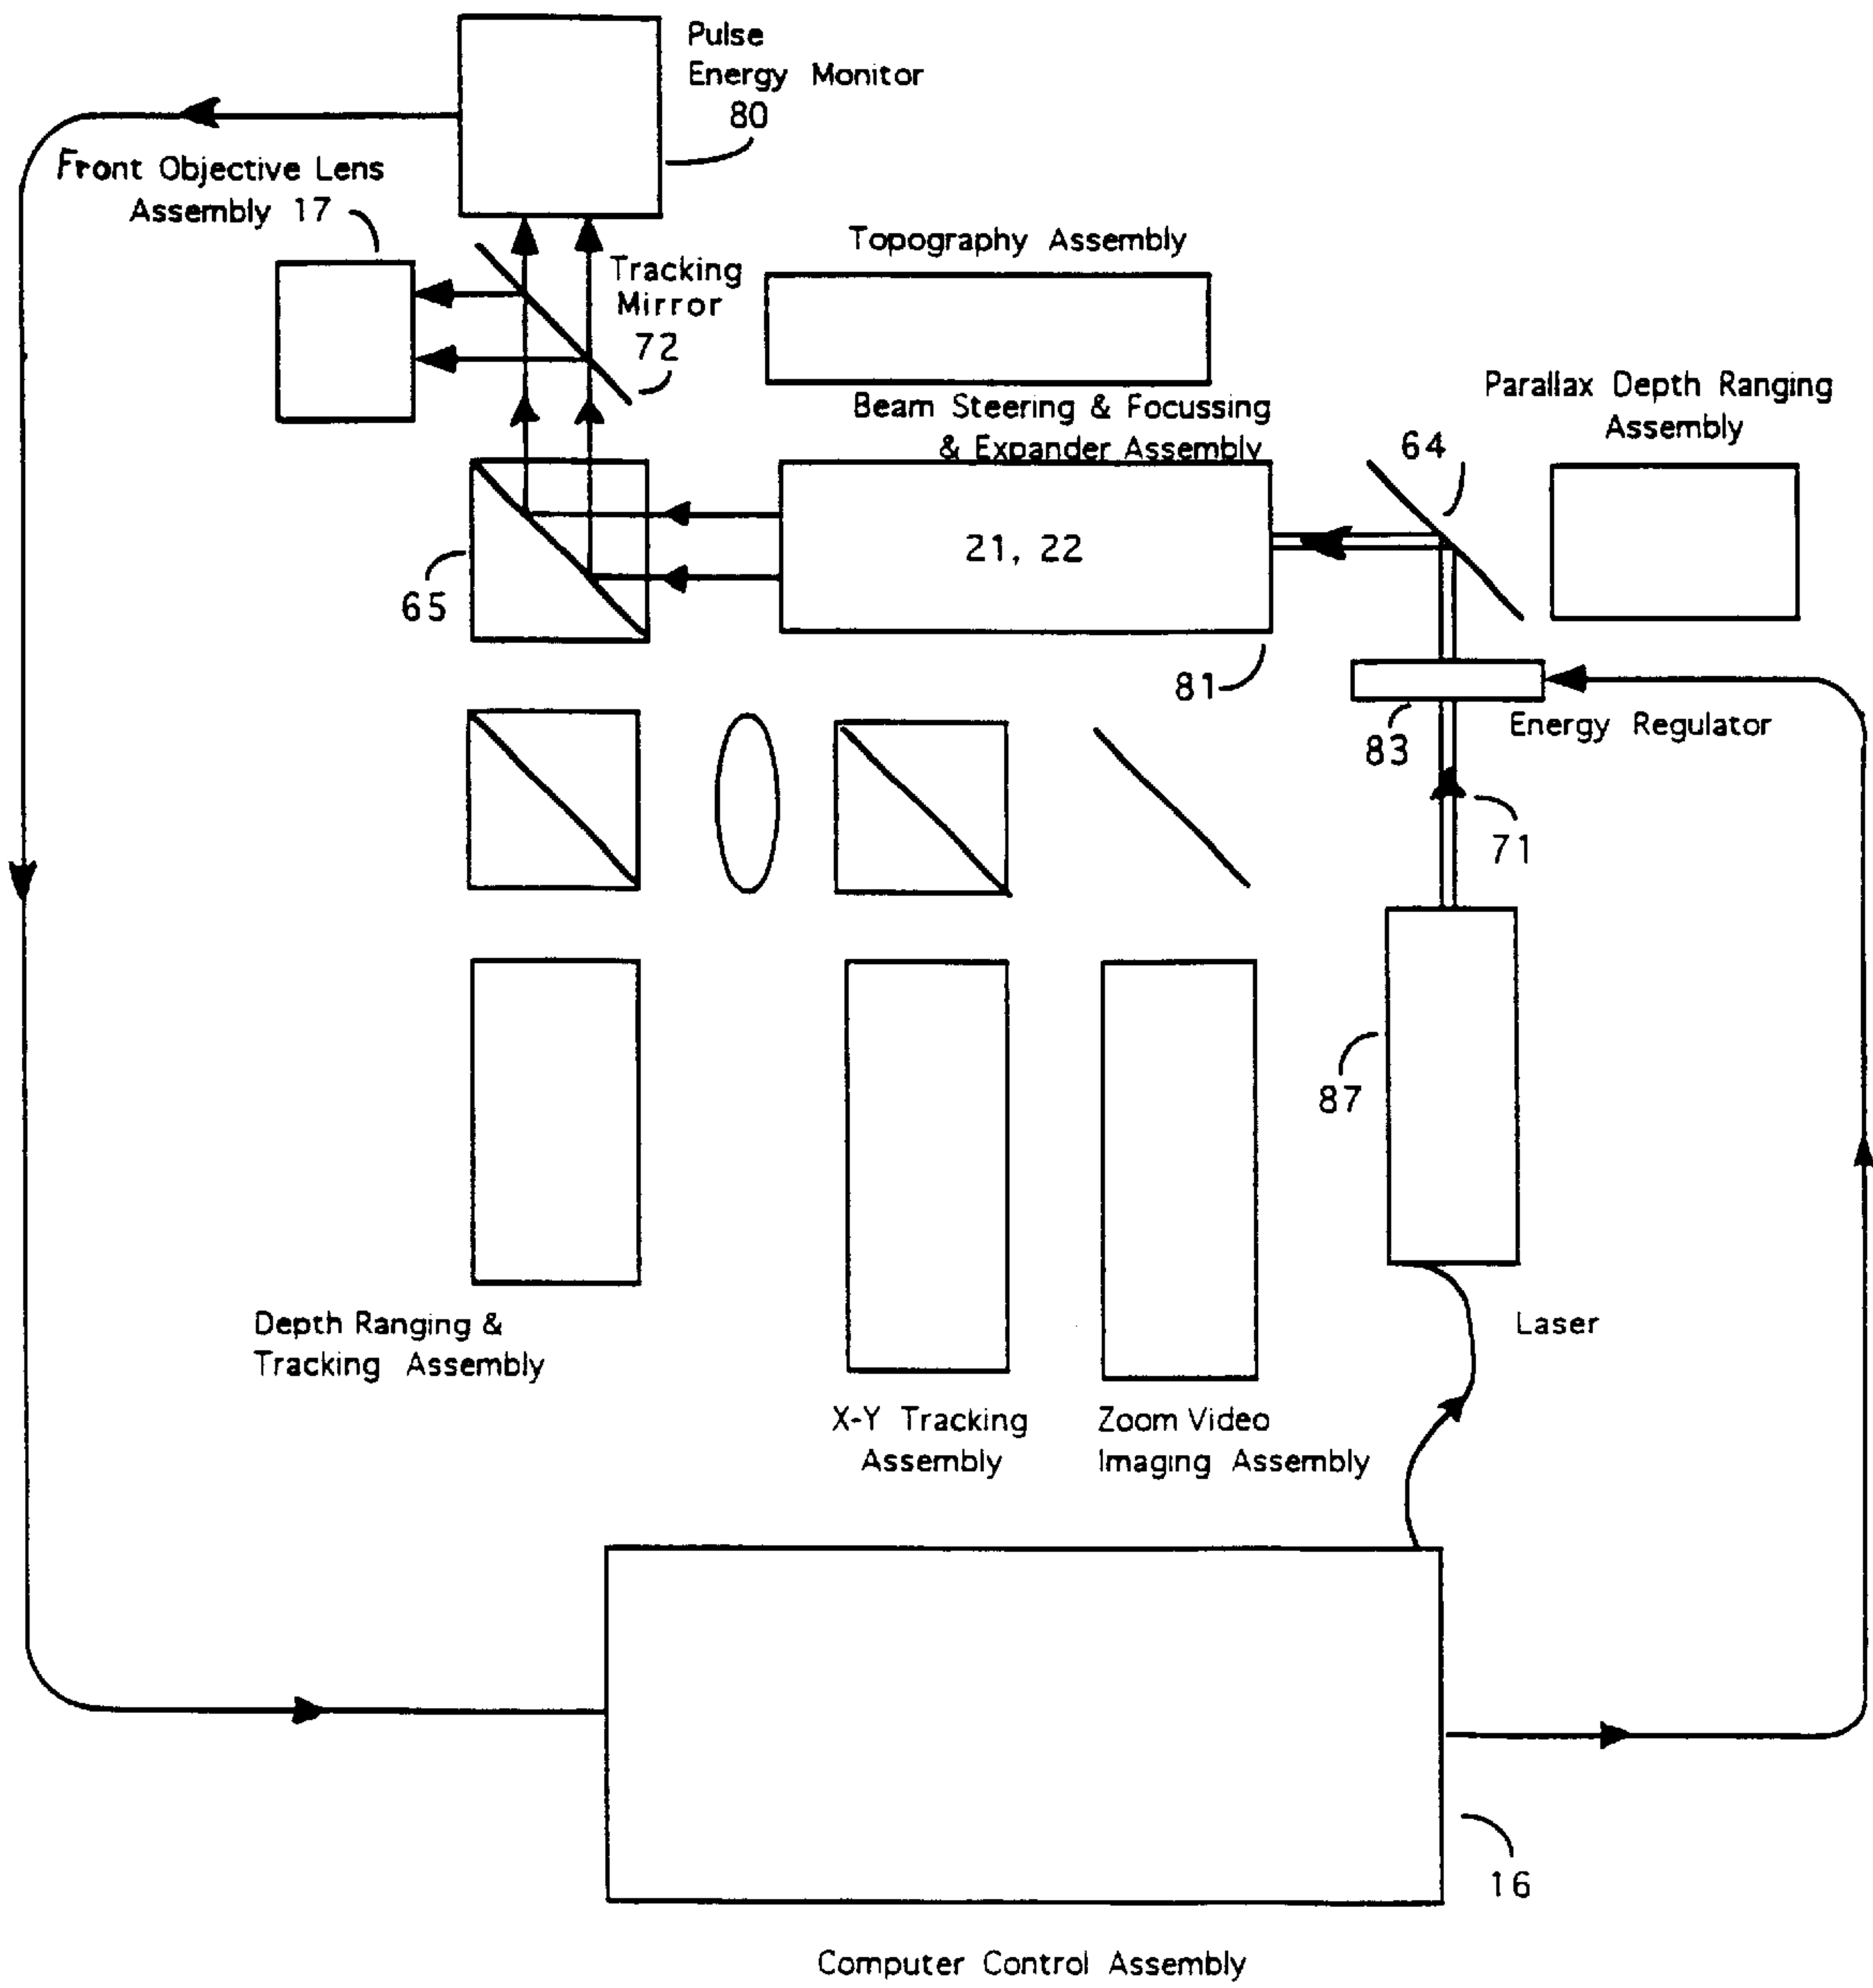 Pulse
Energy Monitor
80
Front Objective Lens
Assembly 17
Topography Assembly
Tracking
Mirror
72
Beam Steering & Focussing
& Expander Assembly
Parallax Depth Ranging
Assembly
64
21, 22
65
81
83
Energy Regulator
71
87
Laser
Depth Ranging &
Tracking Assembly
X-Y Tracking
Assembly
Zoom Video
Imaging Assembly
16
Computer Control Assembly